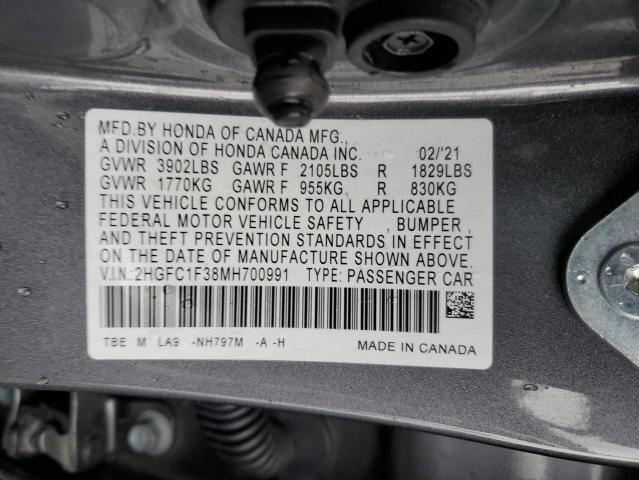 MFD.BY HONDA OF CANADA MFG.,
A DIVISION OF HONDA CANADA INC. 02/'21
GVWR 3902LBS GAWR F 2105LBS R 1829LBS
GVWR 1770KG GAWR F 955KG R 830KG
THIS VEHICLE CONFORMS TO ALL APPLICABLE
FEDERAL MOTOR VEHICLE SAFETY , BUMPER ,
AND THEFT PREVENTION STANDARDS IN EFFECT
ON THE DATE OF MANUFACTURE SHOWN ABOVE.
V.I.N.:2HGFC1F38MH700991 TYPE: PASSENGER CAR
TBE M LA9 -NH797M -A -H MADE IN CANADA